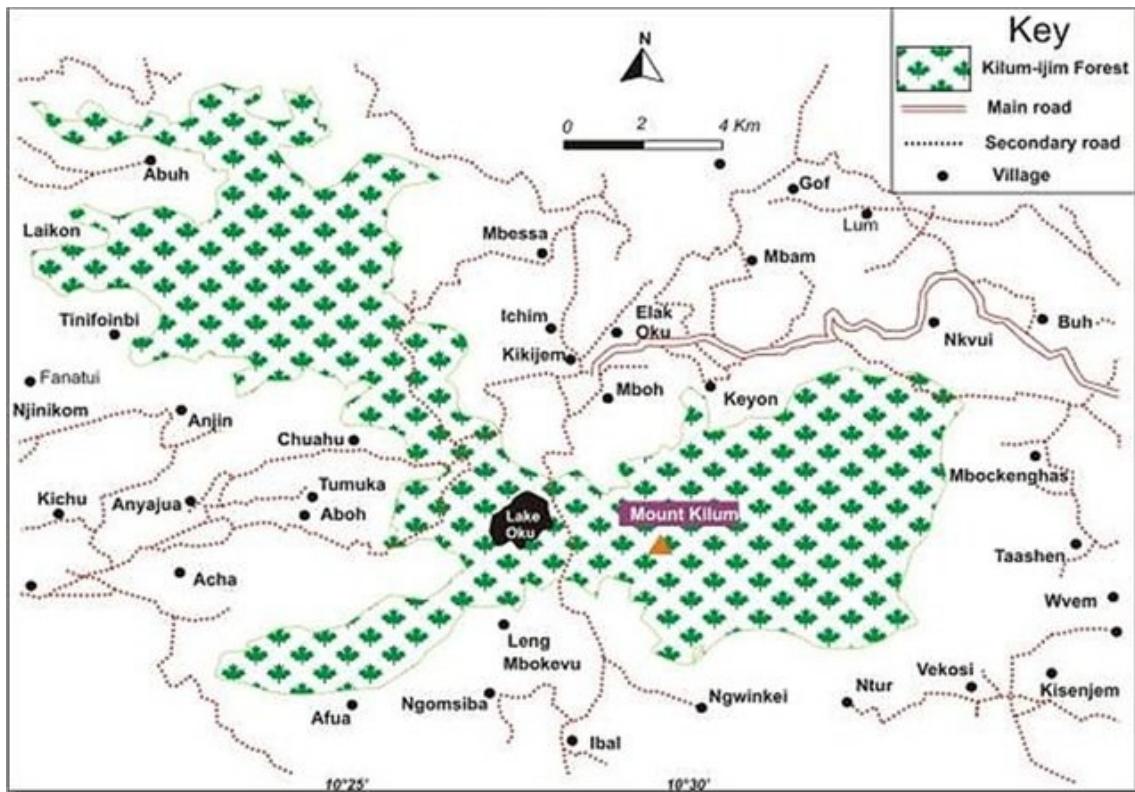 Key
Kilum-ijim Forest
Main road
Secondary road
Village
N
0 2 4 Km
Abuh
Gof
Laikon
Lum
Mbessa
Mbam
Tinifoinbi
Ichim
Elak
Oku
Buh
Nkvui
Kikijem
Fanatui
Njinikom
Mboh
Keyon
Anjin
Chuahu
Mbockenghas
Tumuka
Kichu
Anyajua
Aboh
Lake
Oku
Mount Kilum
Taashen
Acha
Wvem
Leng
Mbokevu
Vekosi
Ntur
Kisenjem
Ngomsiba
Ngwinkei
Afua
Ibal
10°25'
10°30'